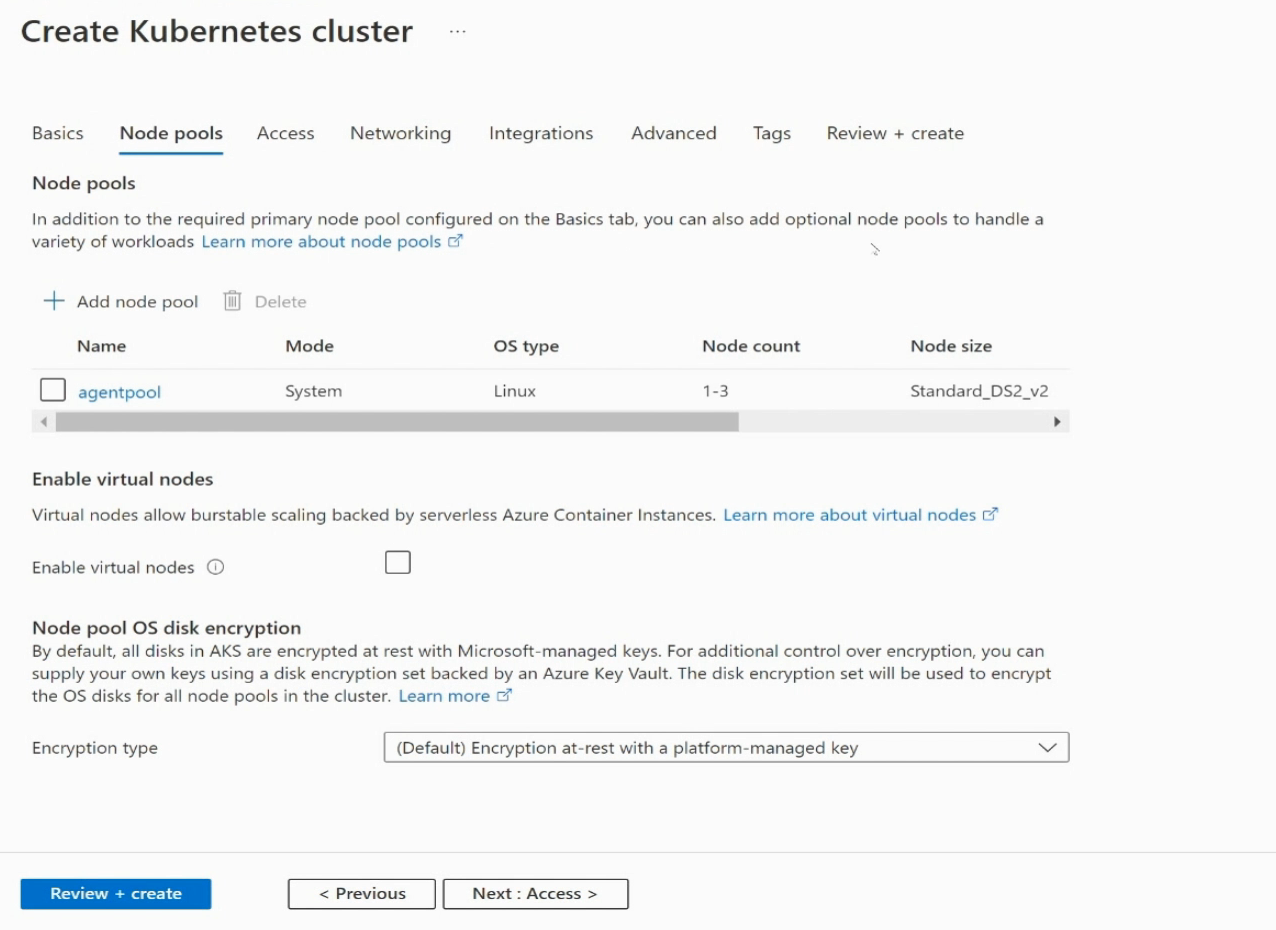 Create Kubernetes cluster ...
Basics Node pools Access Networking Integrations Advanced Tags Review + create
Node pools
In addition to the required primary node pool configured on the Basics tab, you can also add optional node pools to handle a
variety of workloads Learn more about node pools
+ Add node pool Delete
Name Mode OS type Node count Node size
agentpool System Linux 1-3 Standard_DS2_v2
Enable virtual nodes
Virtual nodes allow burstable scaling backed by serverless Azure Container Instances. Learn more about virtual nodes
Enable virtual nodes
Node pool OS disk encryption
By default, all disks in AKS are encrypted at rest with Microsoft-managed keys. For additional control over encryption, you can
supply your own keys using a disk encryption set backed by an Azure Key Vault. The disk encryption set will be used to encrypt
the OS disks for all node pools in the cluster. Learn more
Encryption type (Default) Encryption at-rest with a platform-managed key
Review + create < Previous Next : Access >